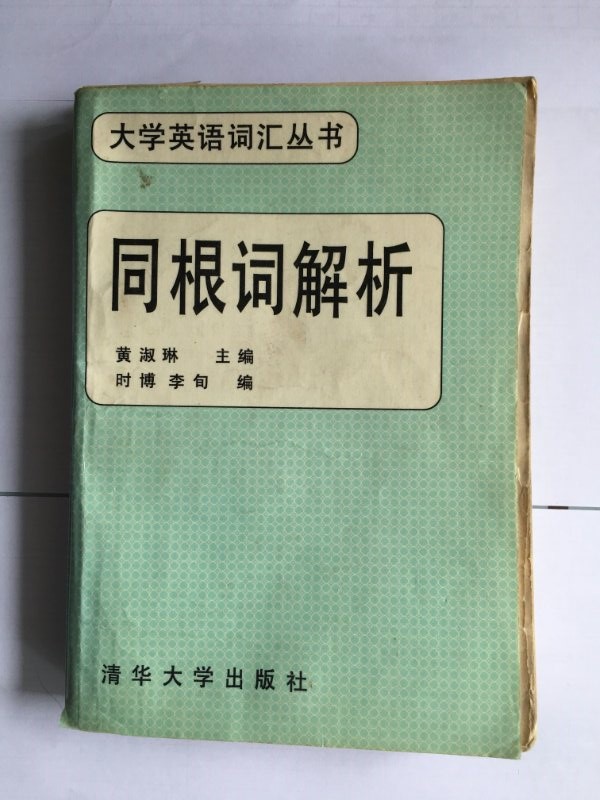 大学英语词汇丛书
同根词解析
黄淑琳 主编
时博 李旬 编
清华大学出版社